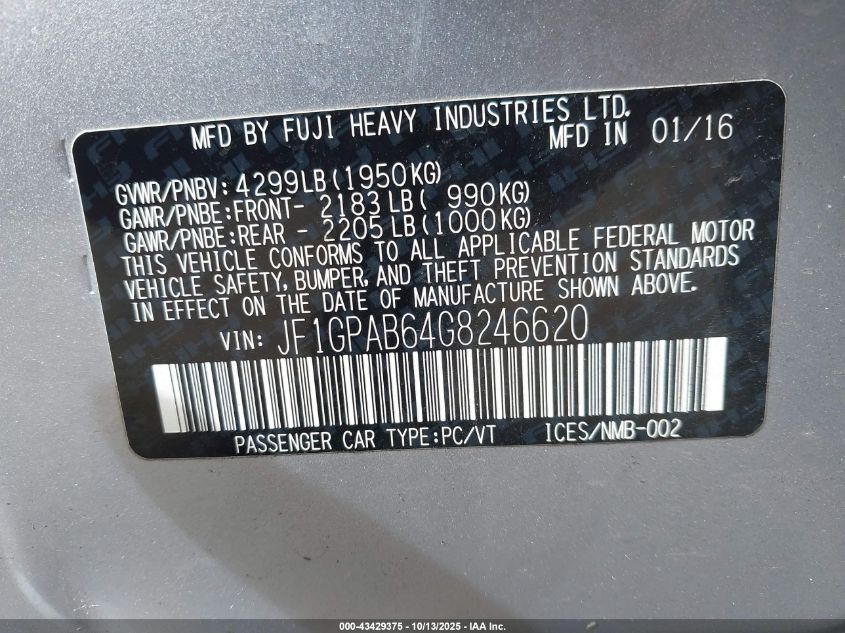 MFD BY FUJI HEAVY INDUSTRIES LTD.
MFD IN 01/16
GVWR/PNBV: 4299LB(1950KG)
GAWR/PNBE:FRONT- 2183LB( 990KG)
GAWR/PNBE:REAR - 2205LB(1000KG)
THIS VEHICLE CONFORMS TO ALL APPLICABLE FEDERAL MOTOR
VEHICLE SAFETY, BUMPER, AND THEFT PREVENTION STANDARDS
IN EFFECT ON THE DATE OF MANUFACTURE SHOWN ABOVE.
VIN: JF1GPAB64G8246620
PASSENGER CAR TYPE:PC/VT ICES/NMB-002
000-43429375 - 10/13/2025 - IAA Inc.